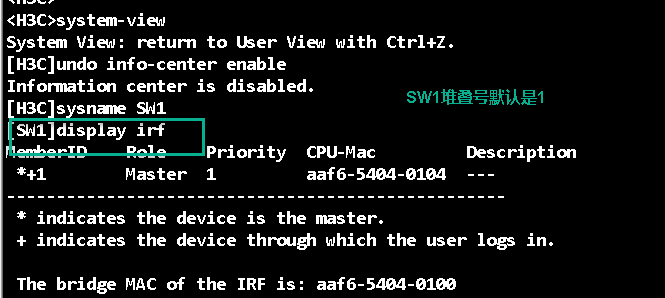 <H3C>
<H3C>system-view
System View: return to User View with Ctrl+Z.
[H3C]undo info-center enable
Information center is disabled.
[H3C]sysname SW1
SW1堆叠号默认是1
[SW1]display irf
MemberID    Role    Priority  CPU-Mac         Description
 *+1        Master  1         aaf6-5404-0104  ---
--------------------------------------------------
 * indicates the device is the master.
 + indicates the device through which the user logs in.
 The bridge MAC of the IRF is: aaf6-5404-0100